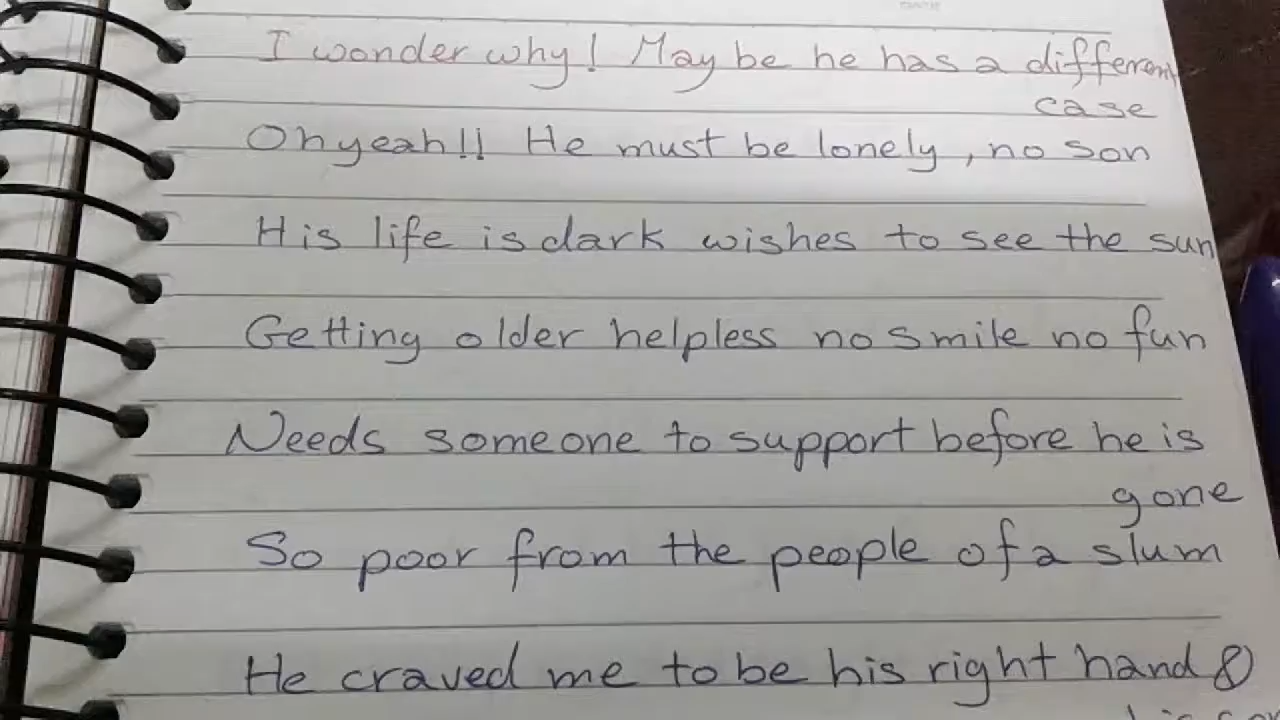 I wonder why! May be he has a different
case
Oh yeah!! He must be lonely, no son
His life is dark wishes to see the sun
Getting older helpless no smile no fun
Needs someone to support before he is
gone
So poor from the people of a slum
He craved me to be his right hand &